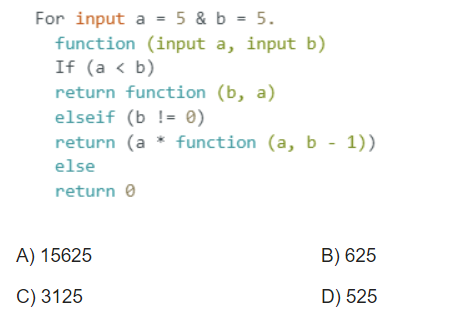 For input a = 5 & b = 5.
function (input a, input b)
If (a < b)
return function (b, a)
elseif (b != 0)
return (a * function (a, b - 1))
else
return 0
A) 15625
B) 625
C) 3125
D) 525